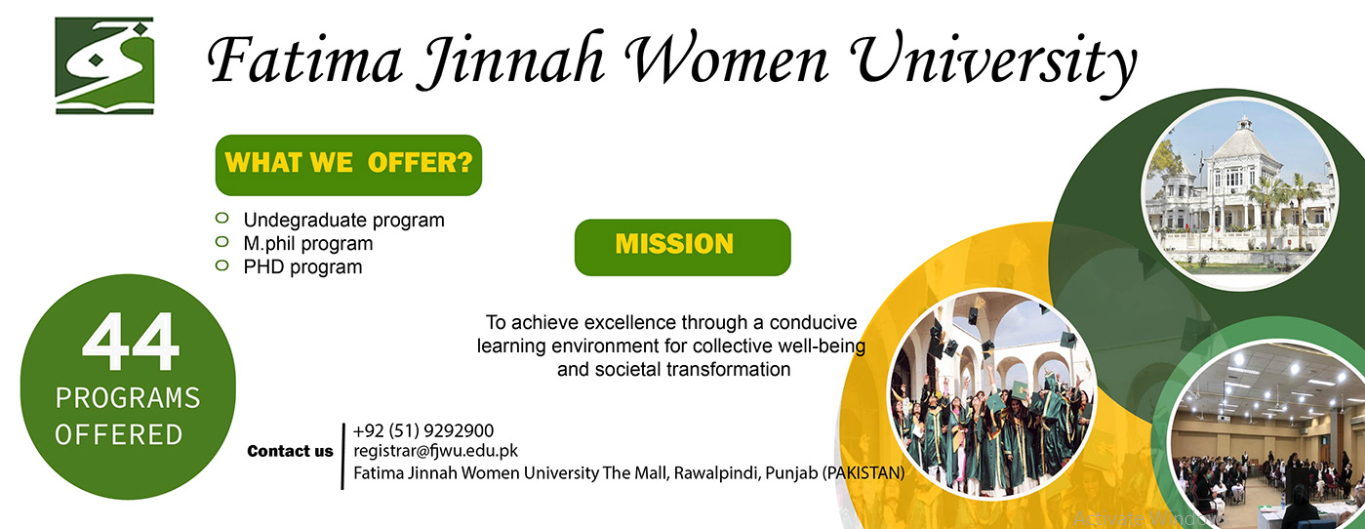 Fatima Jinnah Women University
WHAT WE OFFER?
Undegraduate program
M.phil program
PHD program
MISSION
To achieve excellence through a conducive
learning environment for collective well-being
and societal transformation
44
PROGRAMS
OFFERED
Contact us
+92 (51) 9292900
registrar@fjwu.edu.pk
Fatima Jinnah Women University The Mall, Rawalpindi, Punjab (PAKISTAN)
Activate Windows